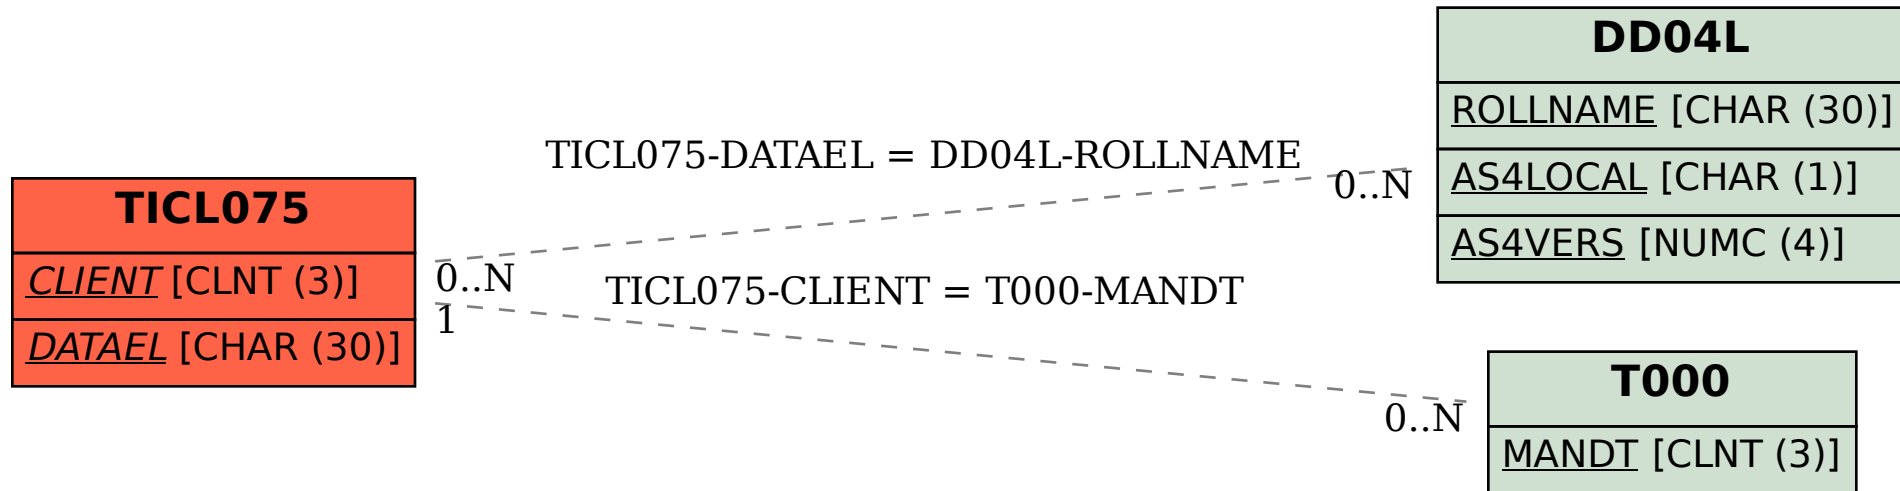 TICL075
CLIENT [CLNT (3)]
DATAEL [CHAR (30)]
TICL075-DATAEL = DD04L-ROLLNAME
0..N
0..N
TICL075-CLIENT = T000-MANDT
1
0..N
DD04L
ROLLNAME [CHAR (30)]
AS4LOCAL [CHAR (1)]
AS4VERS [NUMC (4)]
T000
MANDT [CLNT (3)]